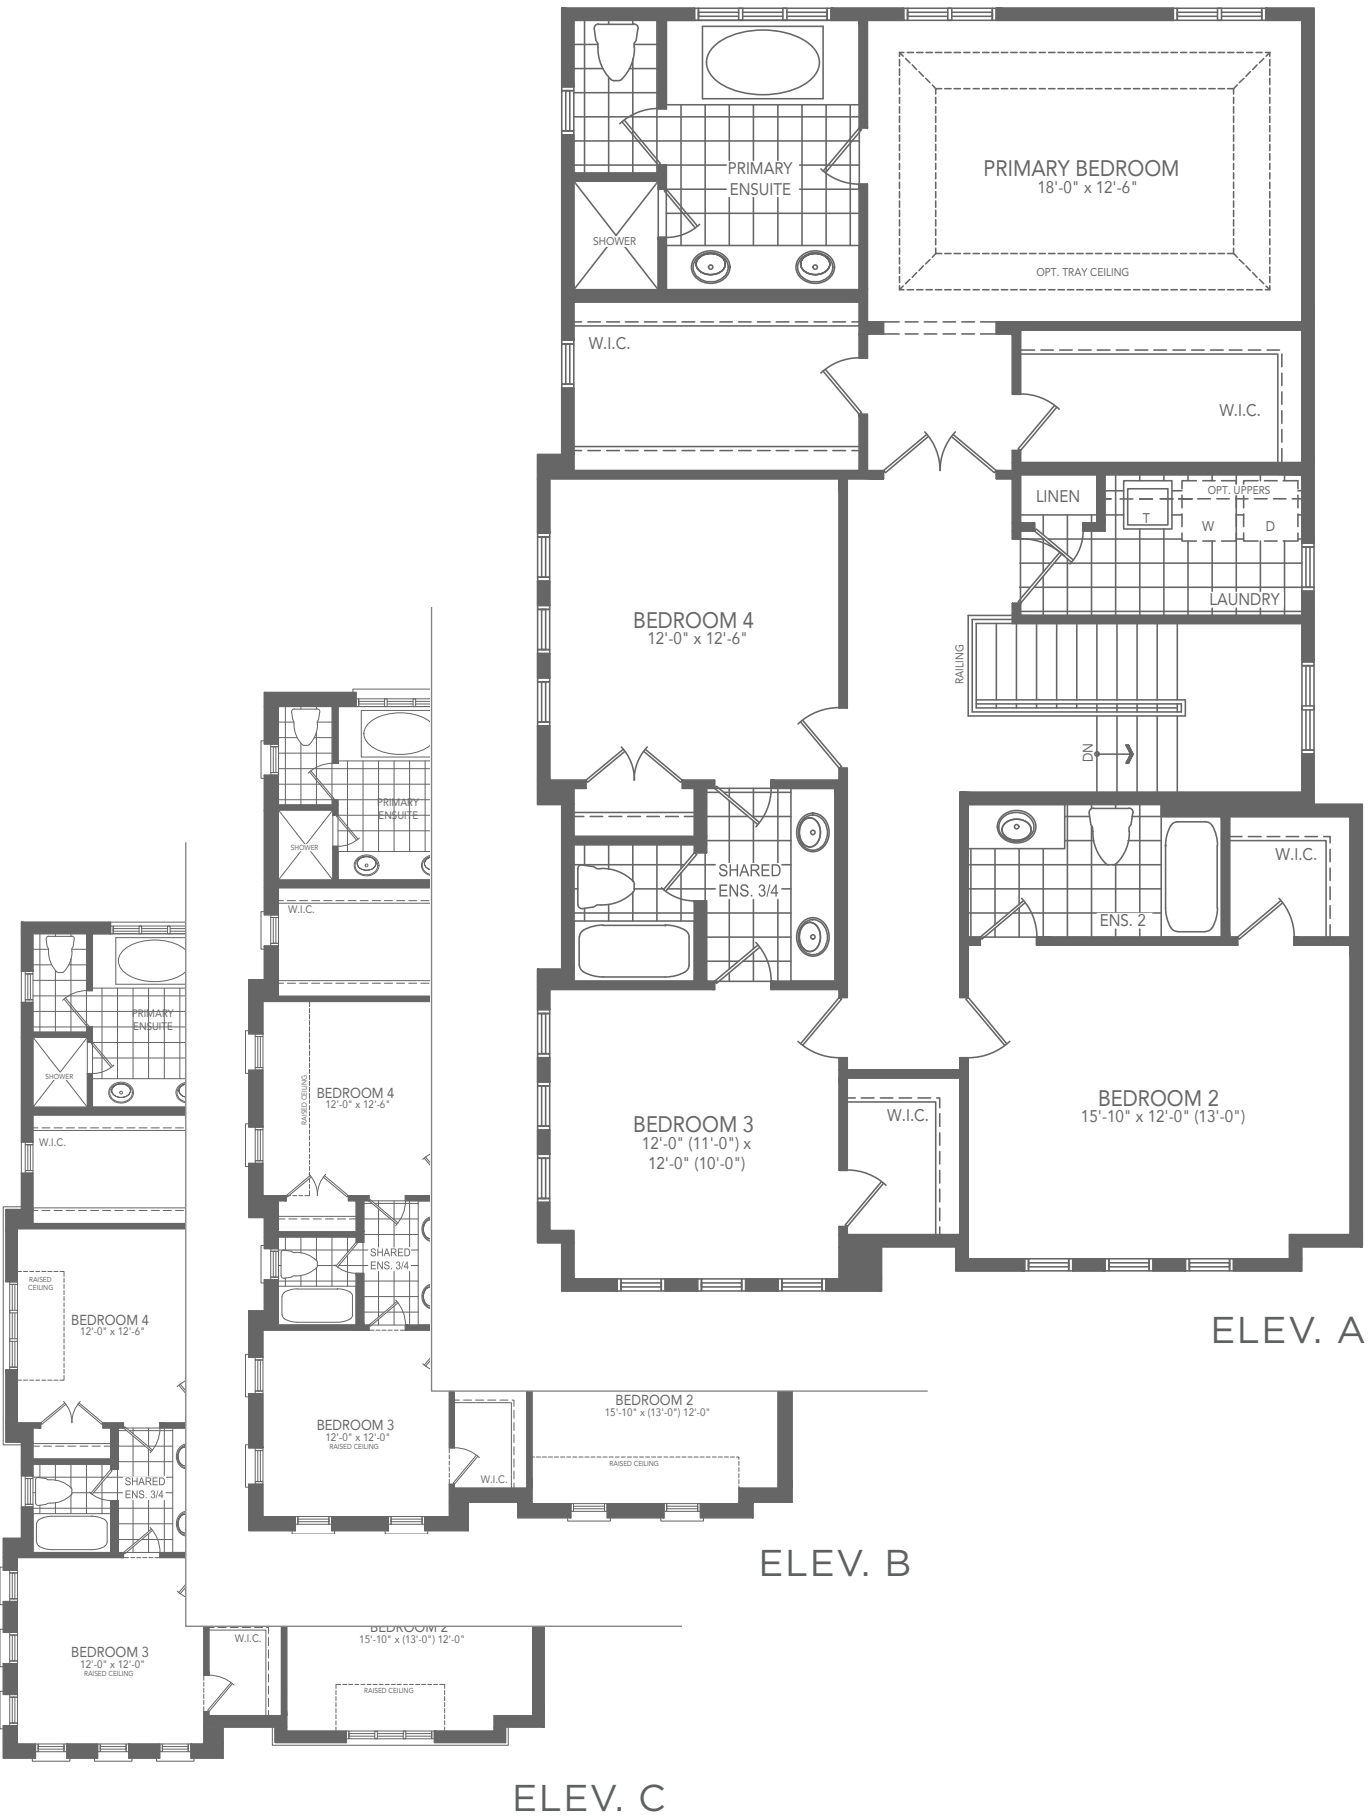 PRIMARY
ENSUITE
SHOWER
PRIMARY BEDROOM
18'-0" x 12'-6"
OPT. TRAY CEILING
W.I.C.
W.I.C.
LINEN
OPT. UPPERS
T
W
D
LAUNDRY
BEDROOM 4
12'-0" x 12'-6"
RAILING
DN
SHARED
ENS. 3/4
ENS. 2
W.I.C.
BEDROOM 3
12'-0" (11'-0") x
12'-0" (10'-0")
W.I.C.
BEDROOM 2
15'-10" x 12'-0" (13'-0")
ELEV. A
PRIMARY
ENSUITE
SHOWER
W.I.C.
RAISED CEILING
BEDROOM 4
12'-0" x 12'-6"
SHARED
ENS. 3/4
BEDROOM 3
12'-0" x 12'-0"
RAISED CEILING
W.I.C.
BEDROOM 2
15'-10" x (13'-0") 12'-0"
RAISED CEILING
ELEV. B
PRIMARY
ENSUITE
SHOWER
W.I.C.
RAISED
CEILING
BEDROOM 4
12'-0" x 12'-6"
SHARED
ENS. 3/4
BEDROOM 3
12'-0" x 12'-0"
RAISED CEILING
W.I.C.
BEDROOM 2
15'-10" x (13'-0") 12'-0"
RAISED CEILING
ELEV. C